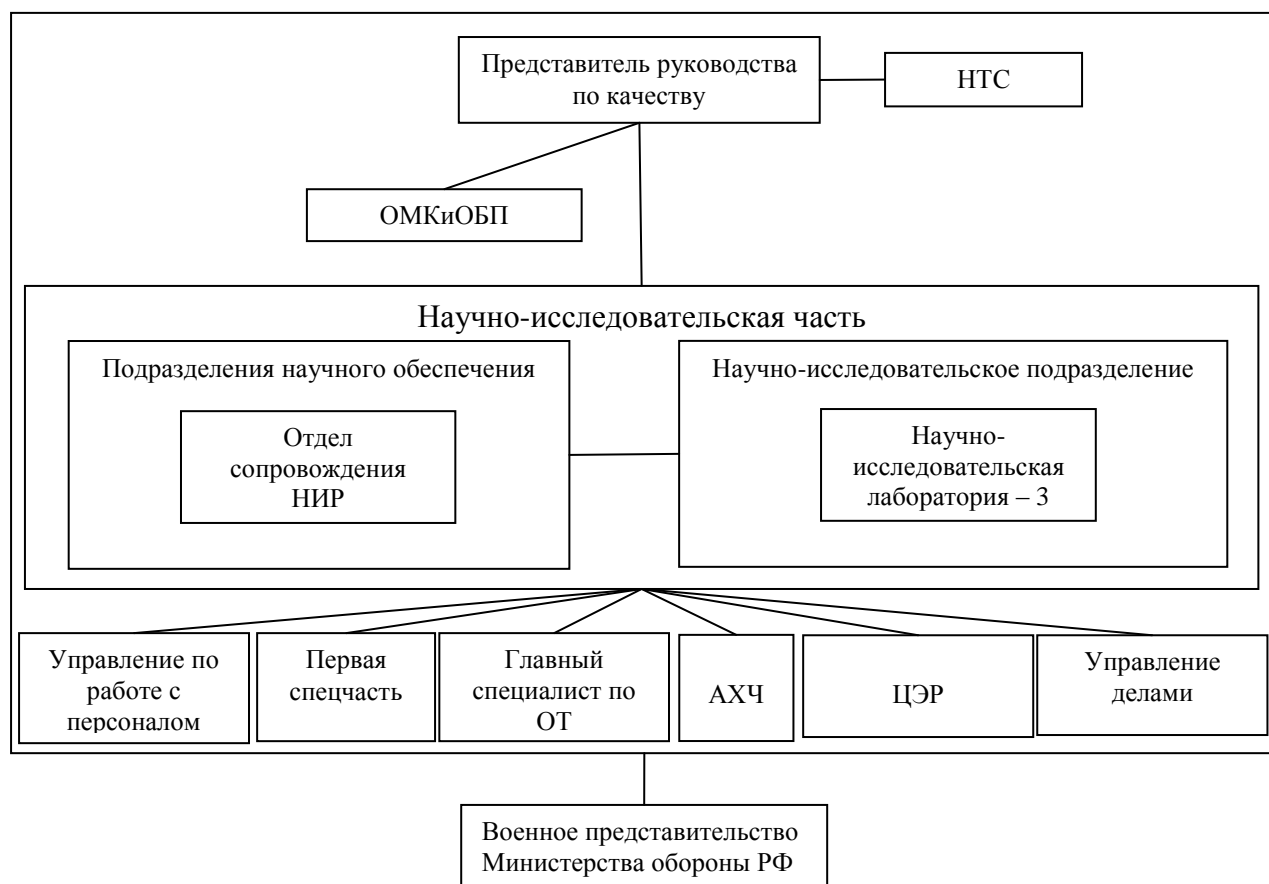 Представитель руководства
по качеству
НТС
ОМКиОБП
Научно-исследовательская часть
Подразделения научного обеспечения
Отдел
сопровождения
НИР
Научно-исследовательское подразделение
Научно-
исследовательская
лаборатория – 3
Управление по
работе с
персоналом
Первая
спецчасть
Главный
специалист по
ОТ
АХЧ
ЦЭР
Управление
делами
Военное представительство
Министерства обороны РФ